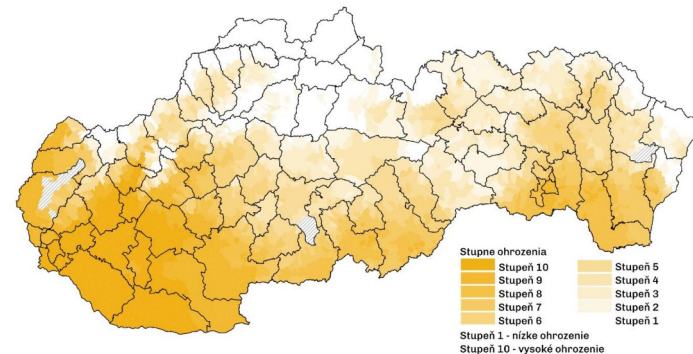 Stupne ohrozenia
Stupeň 10
Stupeň 9
Stupeň 8
Stupeň 7
Stupeň 6
Stupeň 5
Stupeň 4
Stupeň 3
Stupeň 2
Stupeň 1
Stupeň 1 - nízke ohrozenie
Stupeň 10 - vysoké ohrozenie